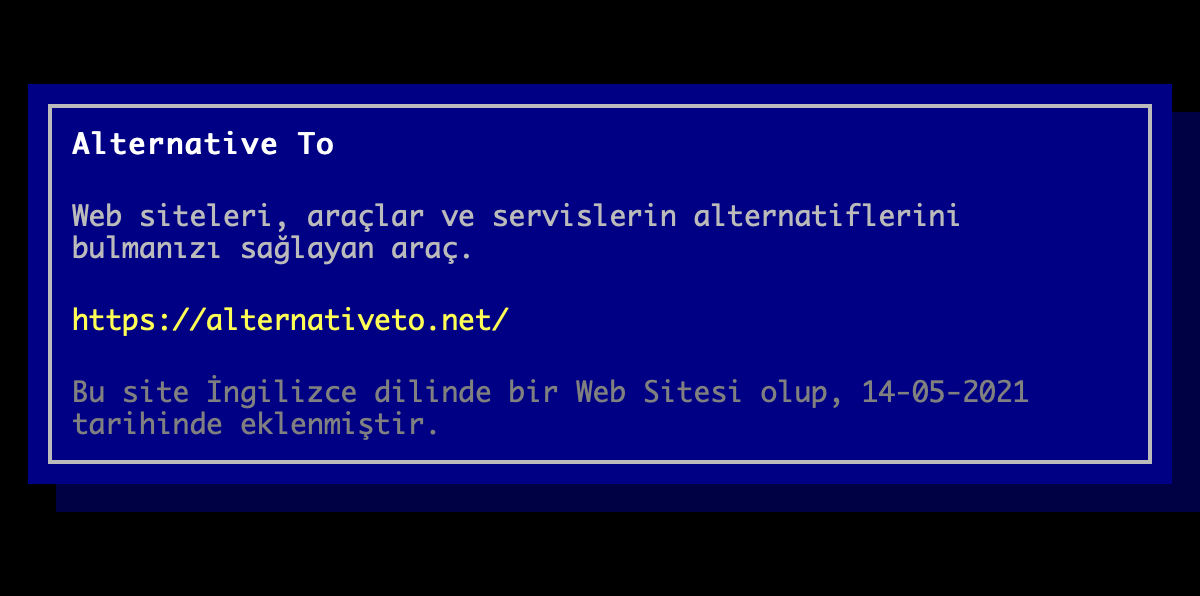 Alternative To
Web siteleri, araçlar ve servislerin alternatiflerini
bulmanızı sağlayan araç.
https://alternativeto.net/
Bu site İngilizce dilinde bir Web Sitesi olup, 14-05-2021
tarihinde eklenmiştir.